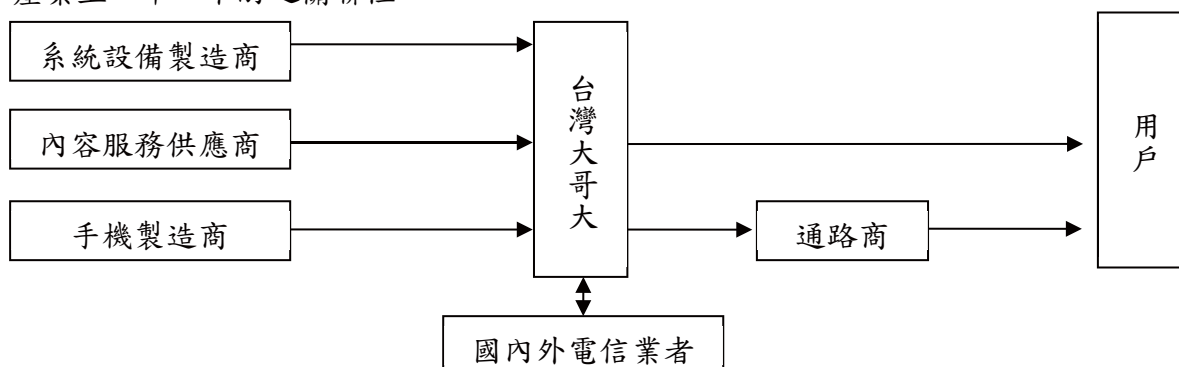 系統設備製造商
內容服務供應商
手機製造商
台灣大哥大
通路商
用戶
國內外電信業者